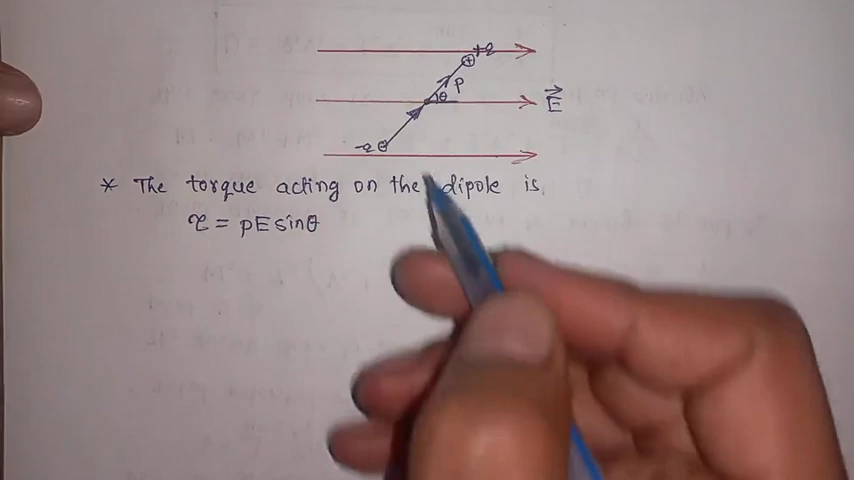 +q
p
θ
E⃗
-q
* The torque acting on the dipole is,
τ = pE sinθ